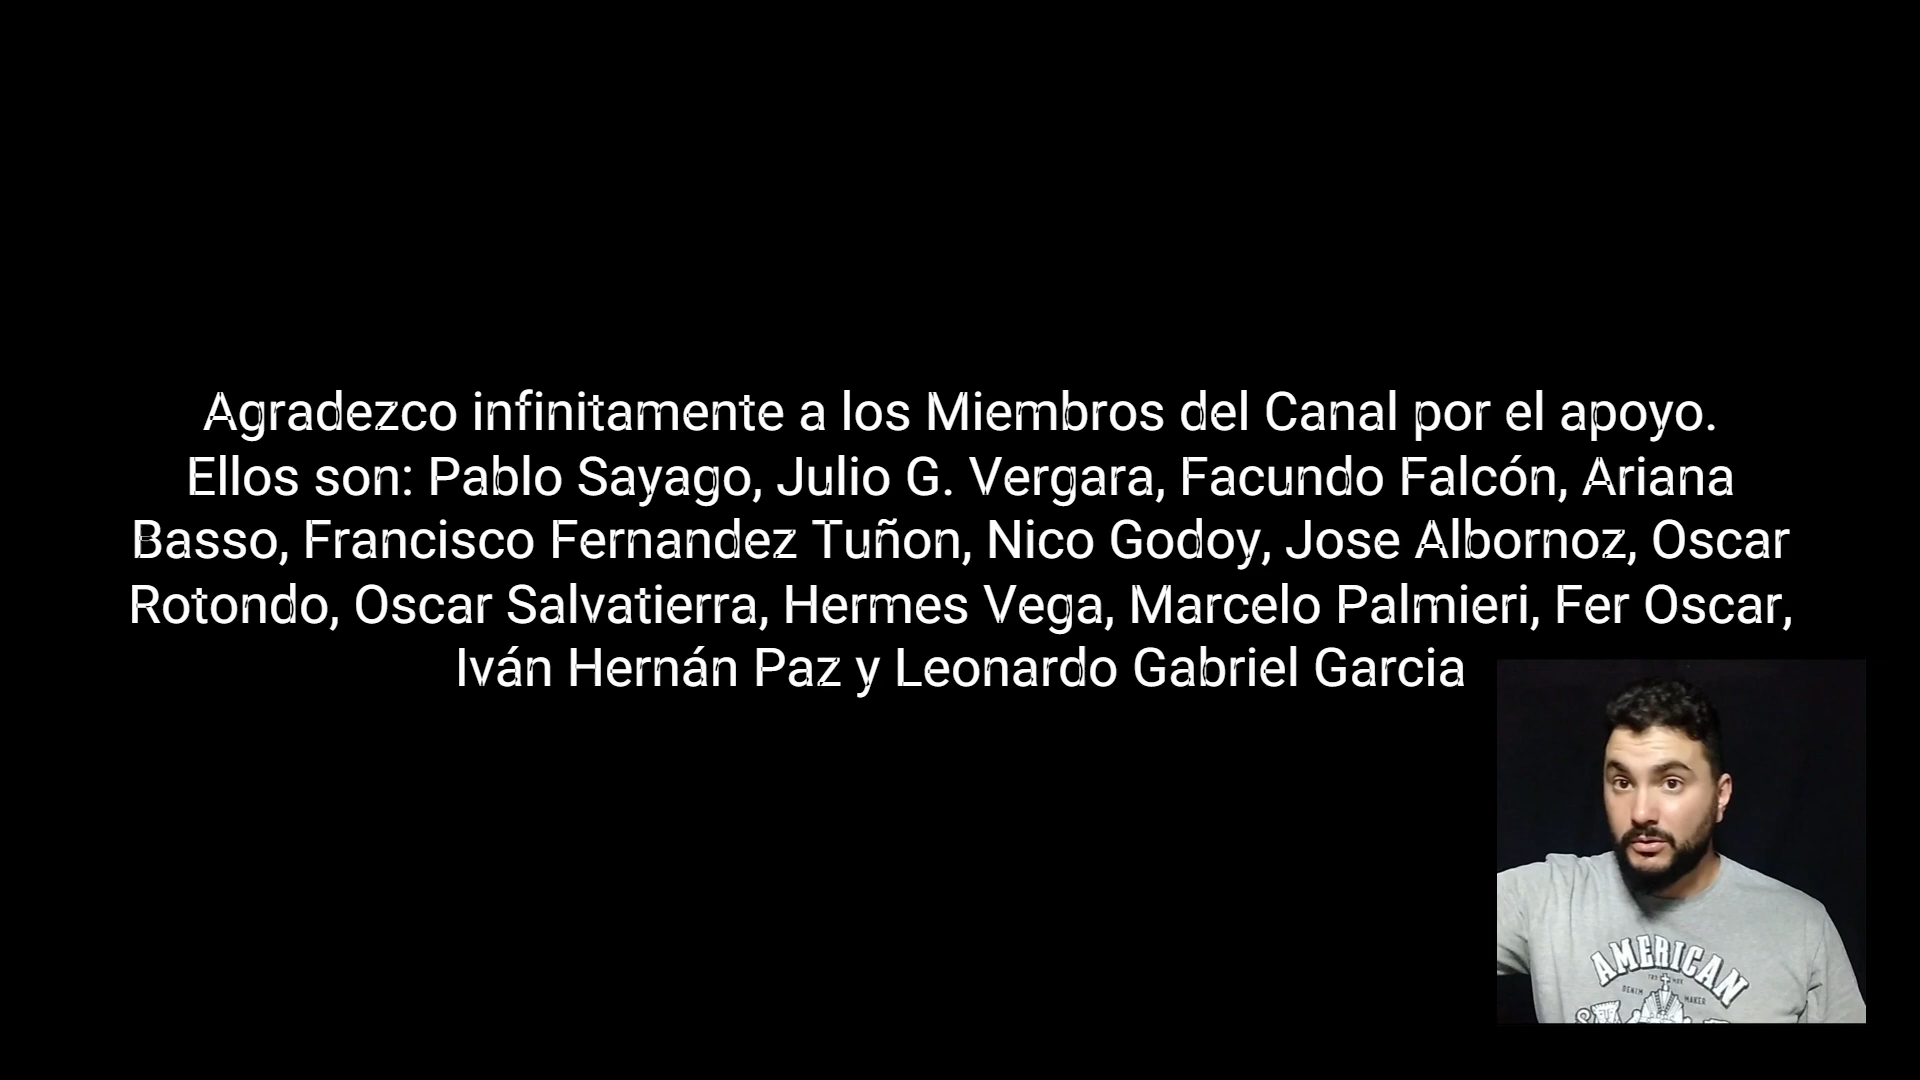 Agradezco infinitamente a los Miembros del Canal por el apoyo.
Ellos son: Pablo Sayago, Julio G. Vergara, Facundo Falcón, Ariana
Basso, Francisco Fernandez Tuñon, Nico Godoy, Jose Albornoz, Oscar
Rotondo, Oscar Salvatierra, Hermes Vega, Marcelo Palmieri, Fer Oscar,
Iván Hernán Paz y Leonardo Gabriel Garcia
AMERICAN
DENIM MAKER